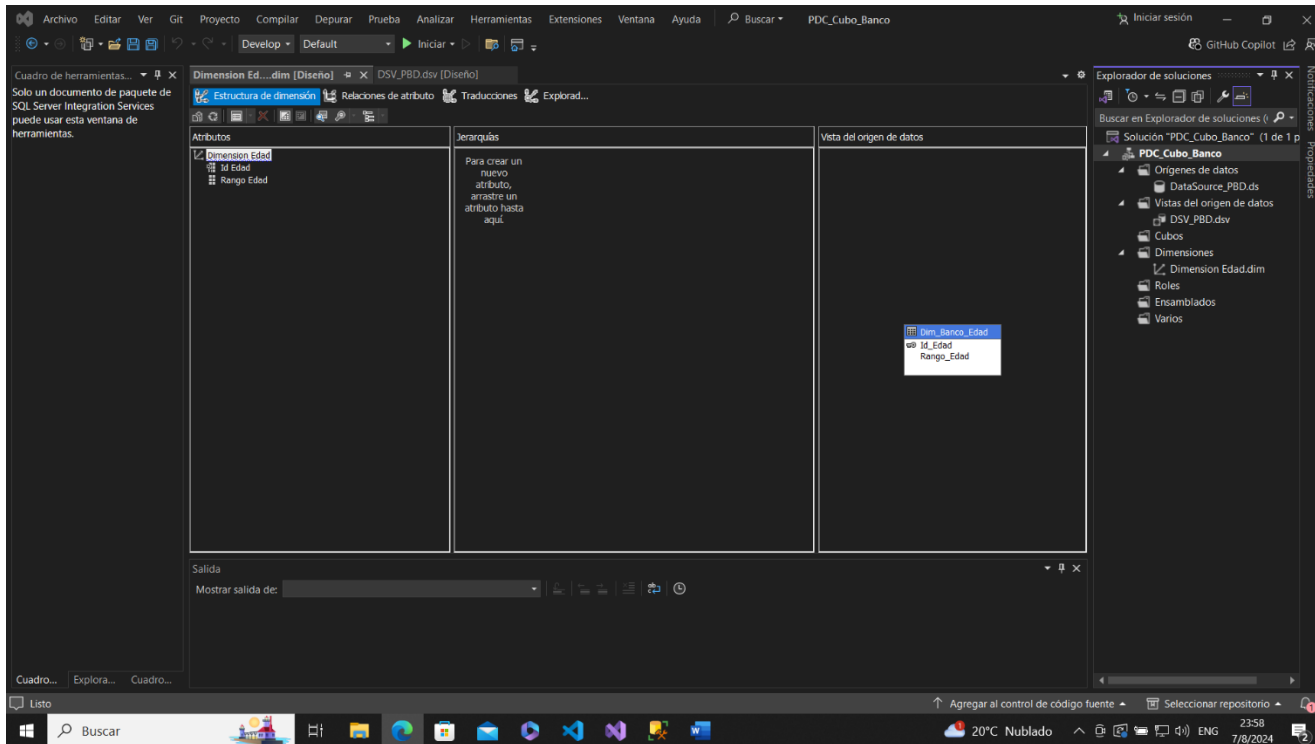 Archivo Editar Ver Git Proyecto Compilar Depurar Prueba Analizar Herramientas Extensiones Ventana Ayuda Buscar PDC_Cubo_Banco Iniciar sesión
Develop Default Iniciar GitHub Copilot
Cuadro de herramientas...
Solo un documento de paquete de
SQL Server Integration Services
puede usar esta ventana de
herramientas.
Dimension Ed....dim [Diseño] DSV_PBD.dsv [Diseño]
Estructura de dimensión Relaciones de atributo Traducciones Explorad...
Atributos
Dimension Edad
Id Edad
Rango Edad
Jerarquías
Para crear un
nuevo
atributo,
arrastre un
atributo hasta
aquí.
Vista del origen de datos
Dim_Banco_Edad
Id_Edad
Rango_Edad
Explorador de soluciones
Buscar en Explorador de soluciones (
Solución "PDC_Cubo_Banco" (1 de 1 p
PDC_Cubo_Banco
Orígenes de datos
DataSource_PBD.ds
Vistas del origen de datos
DSV_PBD.dsv
Cubos
Dimensiones
Dimension Edad.dim
Roles
Ensamblados
Varios
Notificaciones
Propiedades
Salida
Mostrar salida de:
Cuadro... Explora... Cuadro...
Listo Agregar al control de código fuente Seleccionar repositorio 1
Buscar 20°C Nublado ENG 23:58
7/8/2024 2